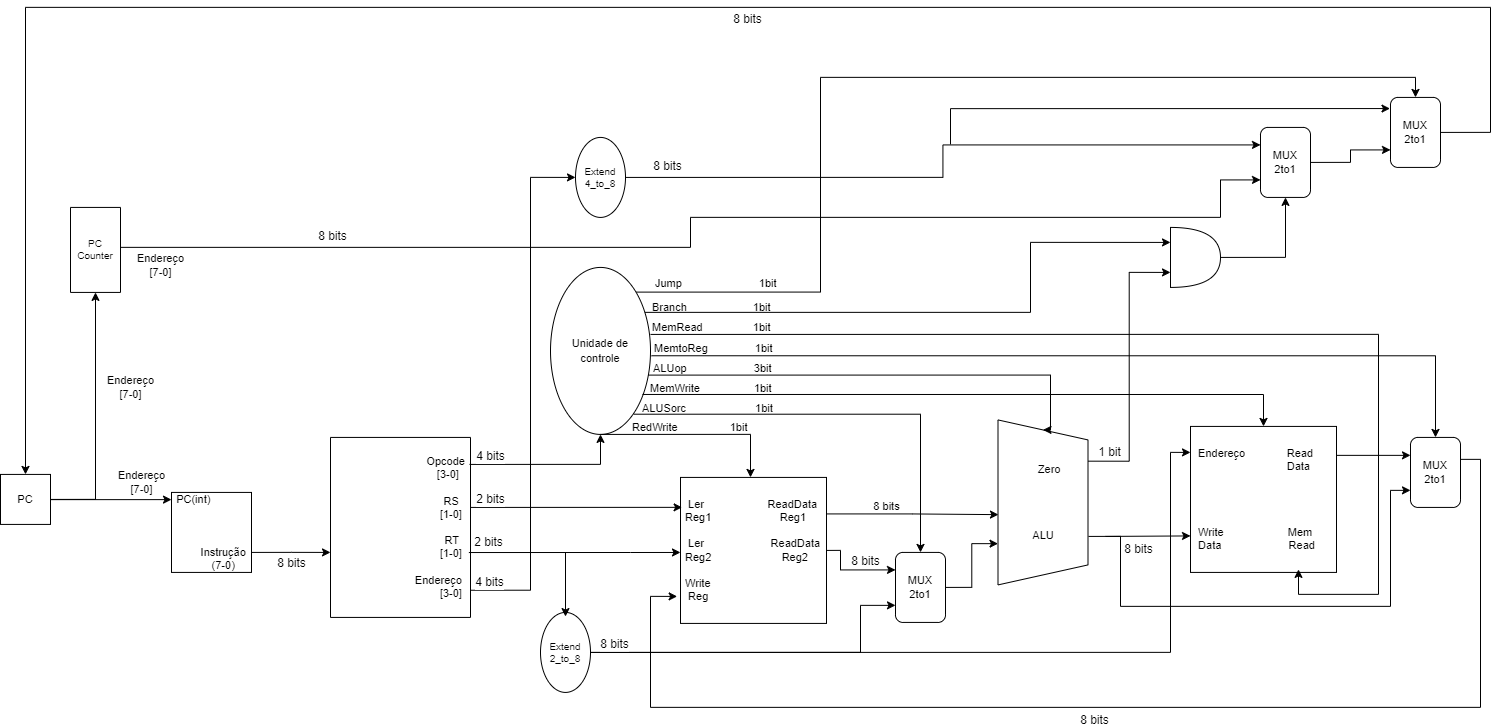 8 bits
MUX
2to1
MUX
2to1
Extend
4_to_8
8 bits
PC
Counter
8 bits
Endereço
[7-0]
Endereço
[7-0]
Unidade de
controle
Jump 1bit
Branch 1bit
MemRead 1bit
MemtoReg 1bit
ALUop 3bit
MemWrite 1bit
ALUSorc 1bit
RedWrite 1bit
PC
Endereço
[7-0]
PC(int)
Instrução
(7-0)
8 bits
Opcode
[3-0]
RS
[1-0]
RT
[1-0]
Endereço
[3-0]
4 bits
2 bits
2 bits
4 bits
Extend
2_to_8
8 bits
Ler
Reg1
Ler
Reg2
Write
Reg
ReadData
Reg1
ReadData
Reg2
8 bits
8 bits
MUX
2to1
Zero
ALU
1 bit
8 bits
Endereço
Read
Data
Write
Data
Mem
Read
MUX
2to1
8 bits